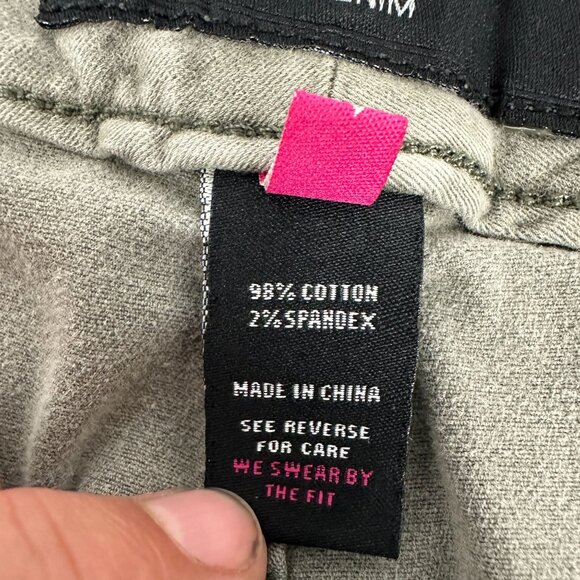 98% COTTON
2% SPANDEX
MADE IN CHINA
SEE REVERSE
FOR CARE
WE SWEAR BY
THE FIT